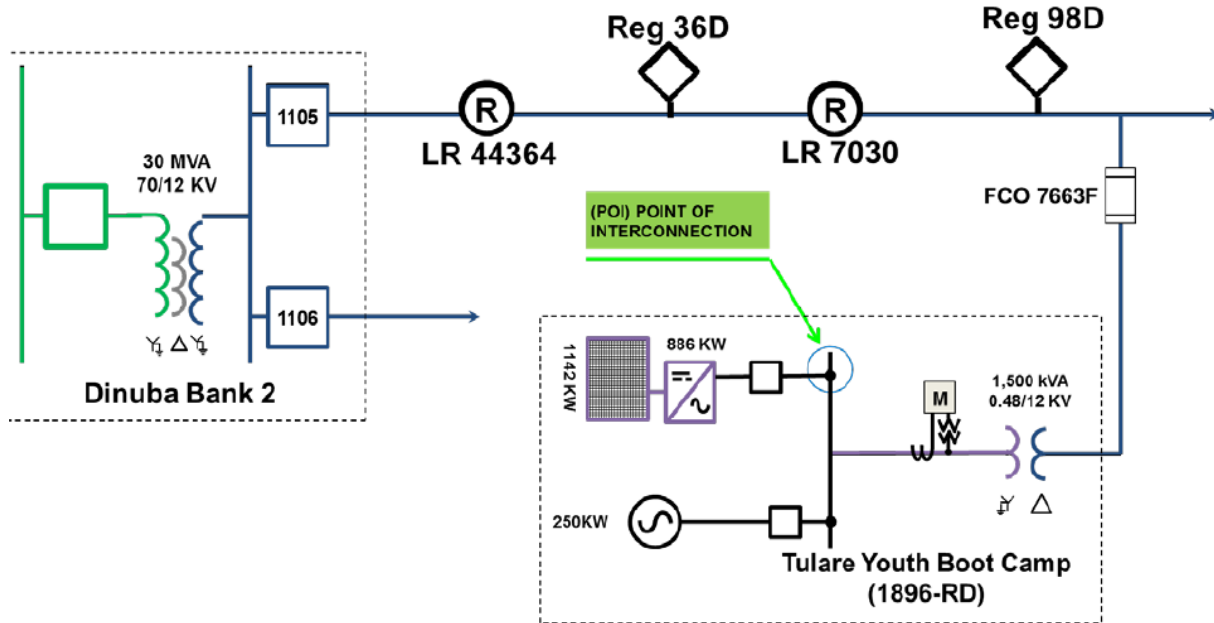 Reg 36D
Reg 98D
1105
R
R
LR 44364
LR 7030
30 MVA
70/12 KV
FCO 7663F
(POI) POINT OF
INTERCONNECTION
1106
Dinuba Bank 2
1142 KW
886 KW
M
1,500 kVA
0.48/12 KV
250KW
Tulare Youth Boot Camp
(1896-RD)